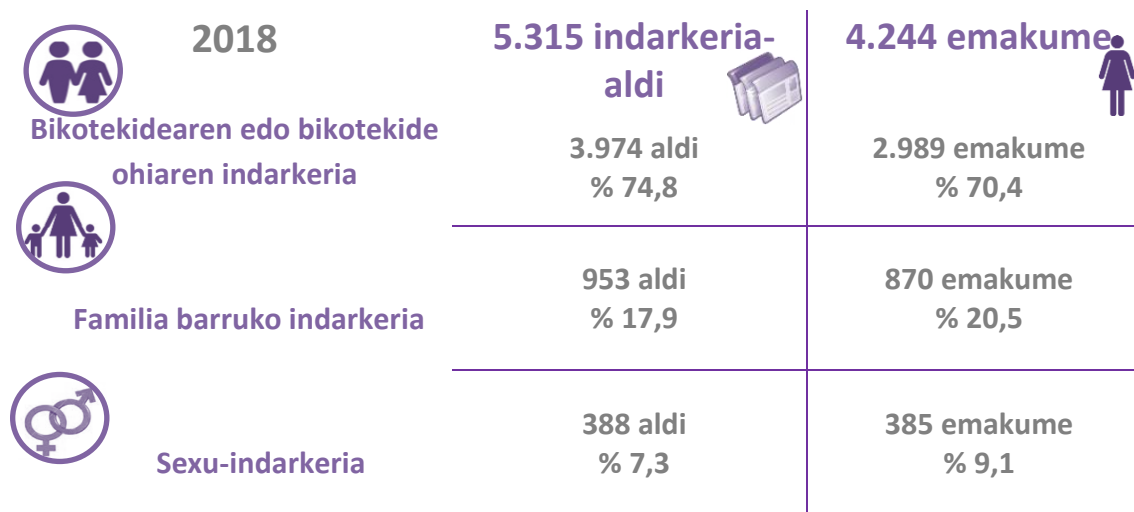 2018
5.315 indarkeria-
aldi
4.244 emakume
Bikotekidearen edo bikotekide
ohiaren indarkeria
3.974 aldi
% 74,8
2.989 emakume
% 70,4
Familia barruko indarkeria
953 aldi
% 17,9
870 emakume
% 20,5
Sexu-indarkeria
388 aldi
% 7,3
385 emakume
% 9,1